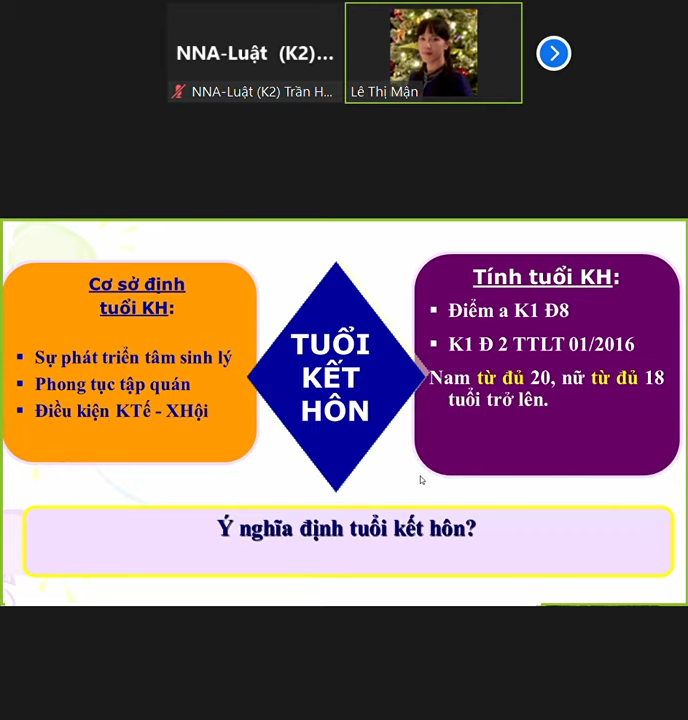 NNA-Luật (K2)...
NNA-Luật (K2) Trần H...
Lê Thị Mận
Cơ sở định
tuổi KH:
▪ Sự phát triển tâm sinh lý
▪ Phong tục tập quán
▪ Điều kiện KTế - XHội
TUỔI
KẾT
HÔN
Tính tuổi KH:
▪ Điểm a K1 Đ8
▪ K1 Đ 2 TTLT 01/2016
Nam từ đủ 20, nữ từ đủ 18
tuổi trở lên.
Ý nghĩa định tuổi kết hôn?